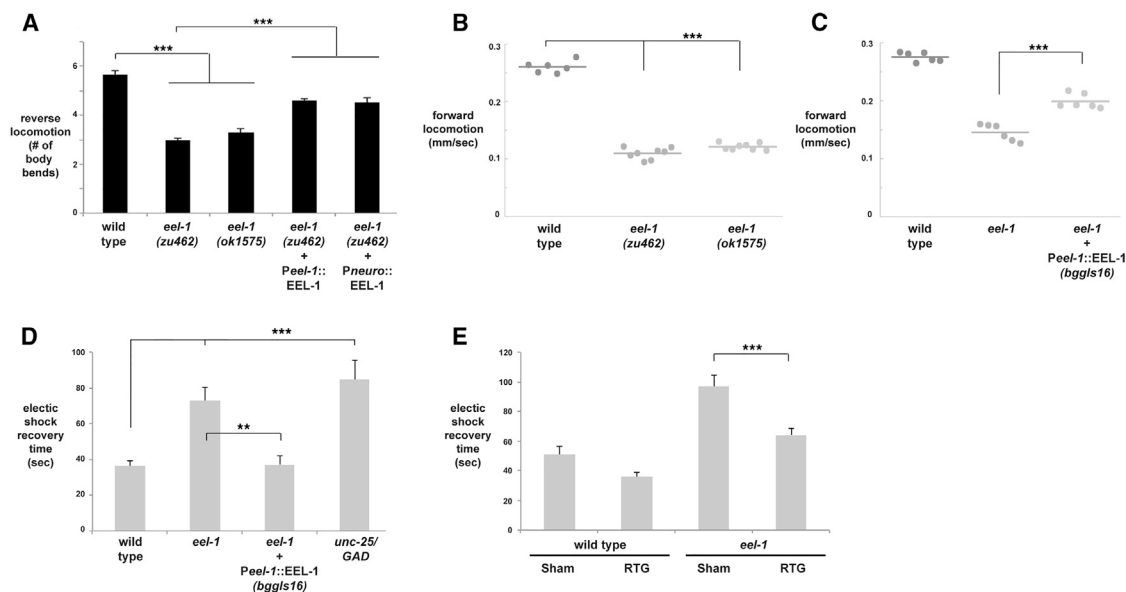 A
***
***
6
4
2
0
reverse
locomotion
(# of
body
bends)
wild
type
eel-1
(zu462)
eel-1
(ok1575)
eel-1
(zu462)
+
Peel-1::
EEL-1
eel-1
(zu462)
+
Pneuro::
EEL-1
B
***
0.3
0.2
0.1
0
forward
locomotion
(mm/sec)
wild
type
eel-1
(zu462)
eel-1
(ok1575)
C
***
0.3
0.2
0.1
0
forward
locomotion
(mm/sec)
wild
type
eel-1
eel-1
+
Peel-1::EEL-1
(bggls16)
D
***
**
100
80
60
40
20
0
electic
shock
recovery
time
(sec)
wild
type
eel-1
eel-1
+
Peel-1::EEL-1
(bggls16)
unc-25/
GAD
E
***
120
100
80
60
40
20
0
electic
shock
recovery
time
(sec)
wild type
eel-1
Sham
RTG
Sham
RTG